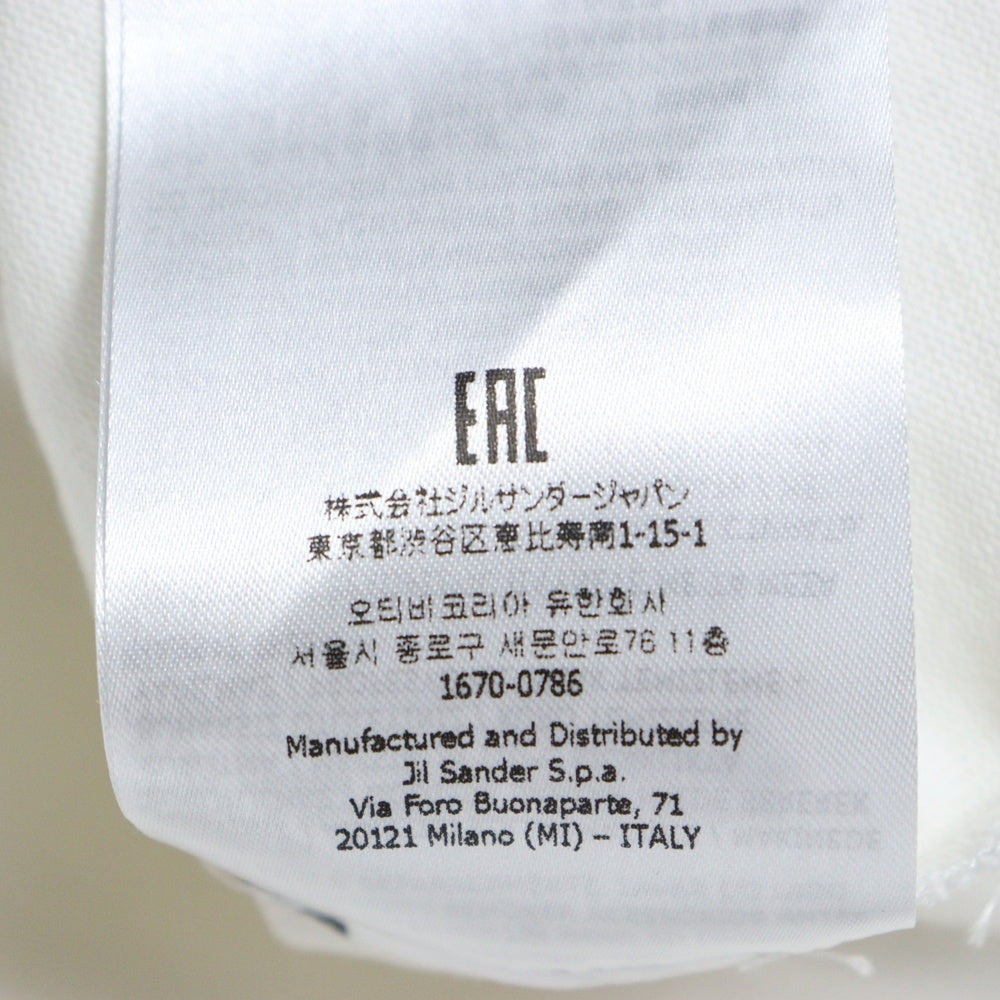 EAC
株式会社ジルサンダージャパン
東京都渋谷区恵比寿南1-15-1
오티비코리아 유한회사
서울시 종로구 새문안로76 11층
1670-0786
Manufactured and Distributed by
Jil Sander S.p.a.
Via Foro Buonaparte, 71
20121 Milano (MI) – ITALY